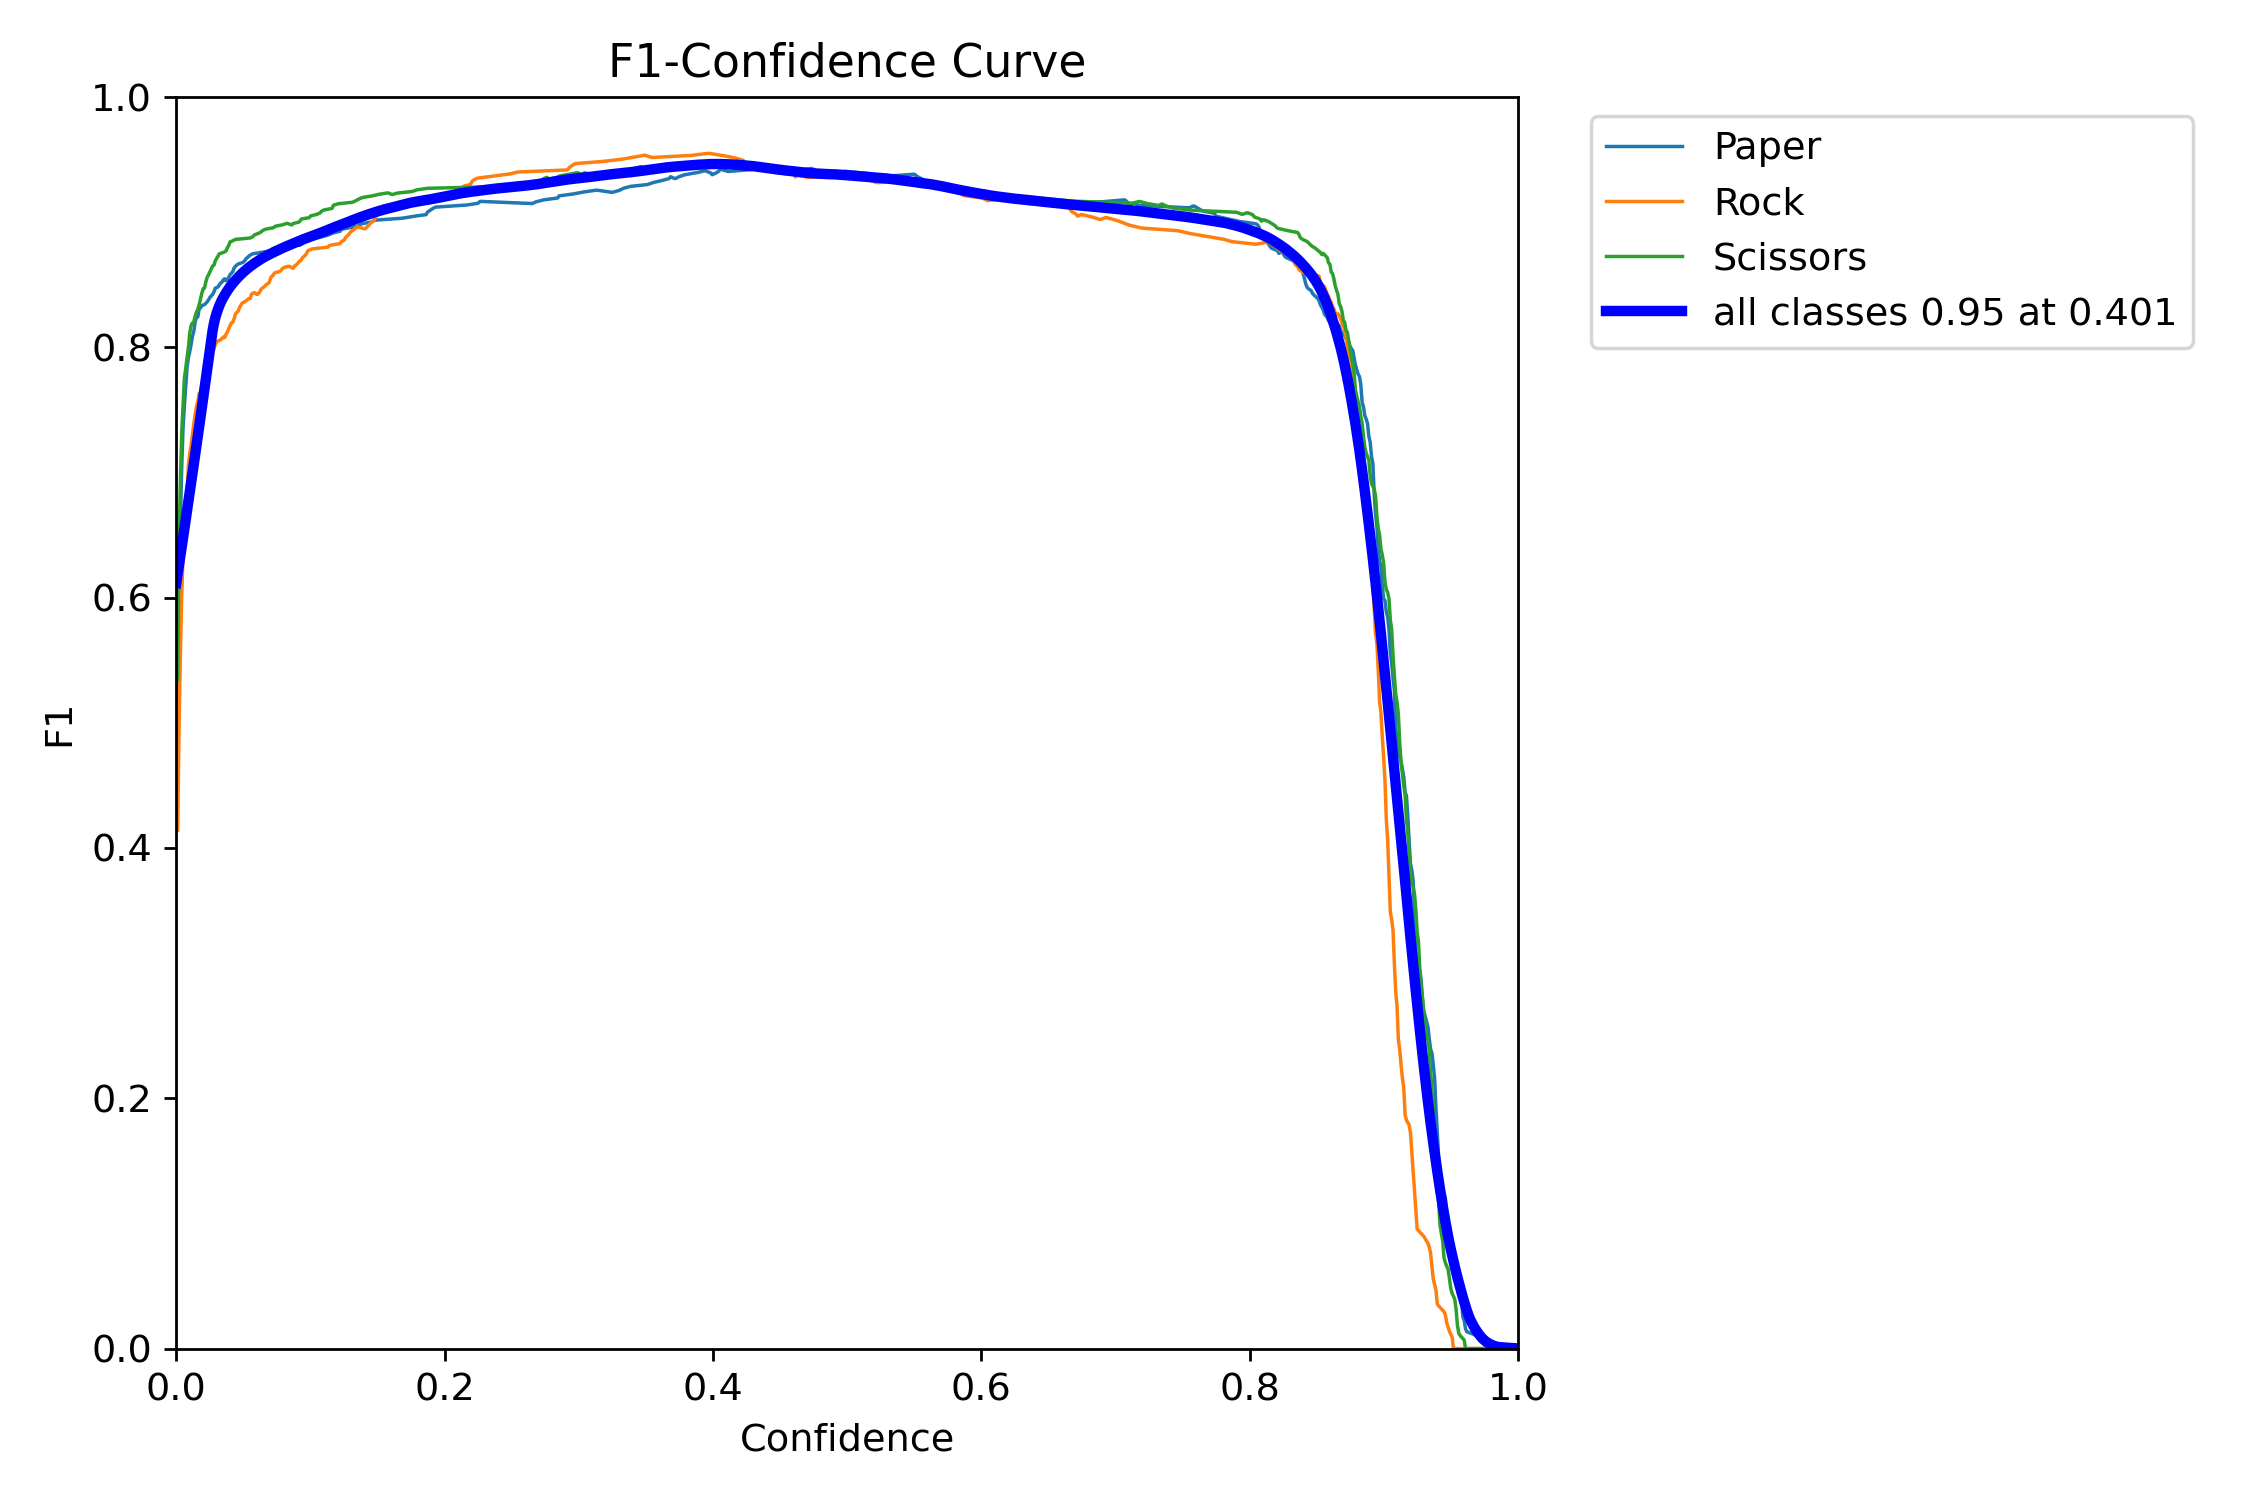 F1-Confidence Curve
1.0
0.8
0.6
0.4
0.2
0.0
F1
0.0 0.2 0.4 0.6 0.8 1.0
Confidence
Paper
Rock
Scissors
all classes 0.95 at 0.401